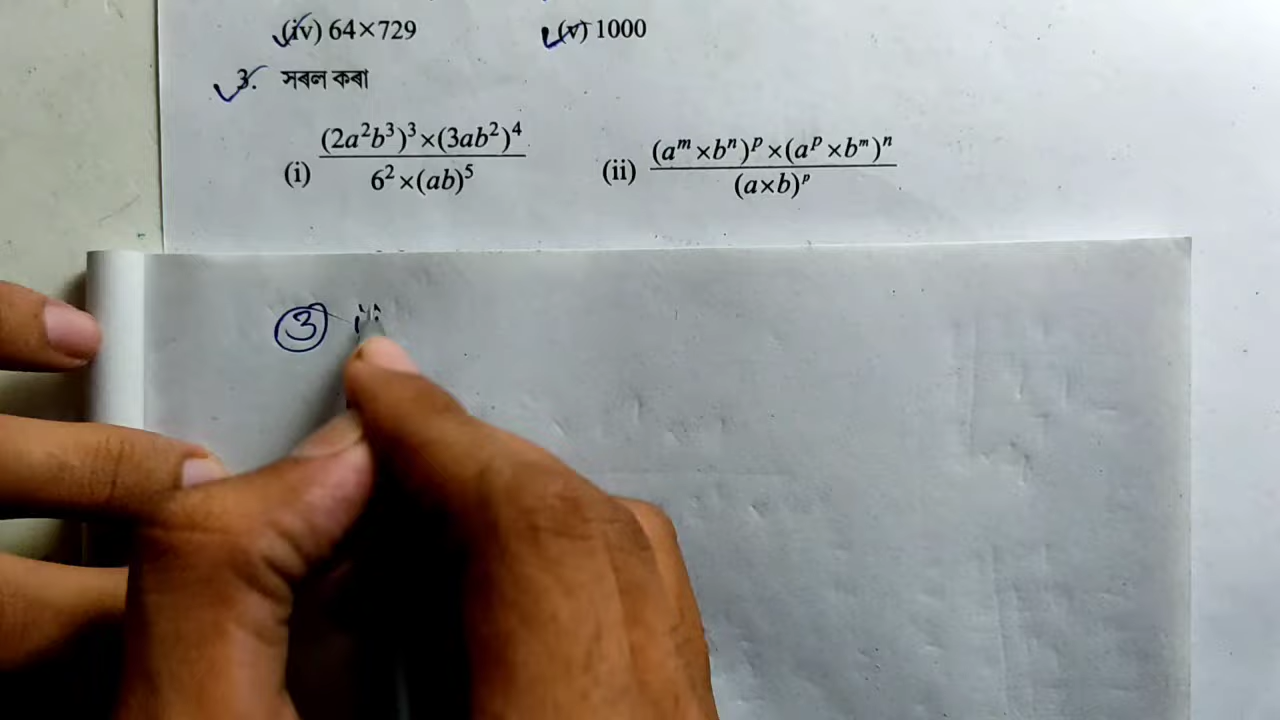 (iv) 64×729 (v) 1000
3. সৰল কৰা
(i) (2a²b³)³×(3ab²)⁴ / 6²×(ab)⁵ (ii) (aᵐ×bⁿ)ᵖ×(aᵖ×bᵐ)ⁿ / (a×b)ᵖ
3